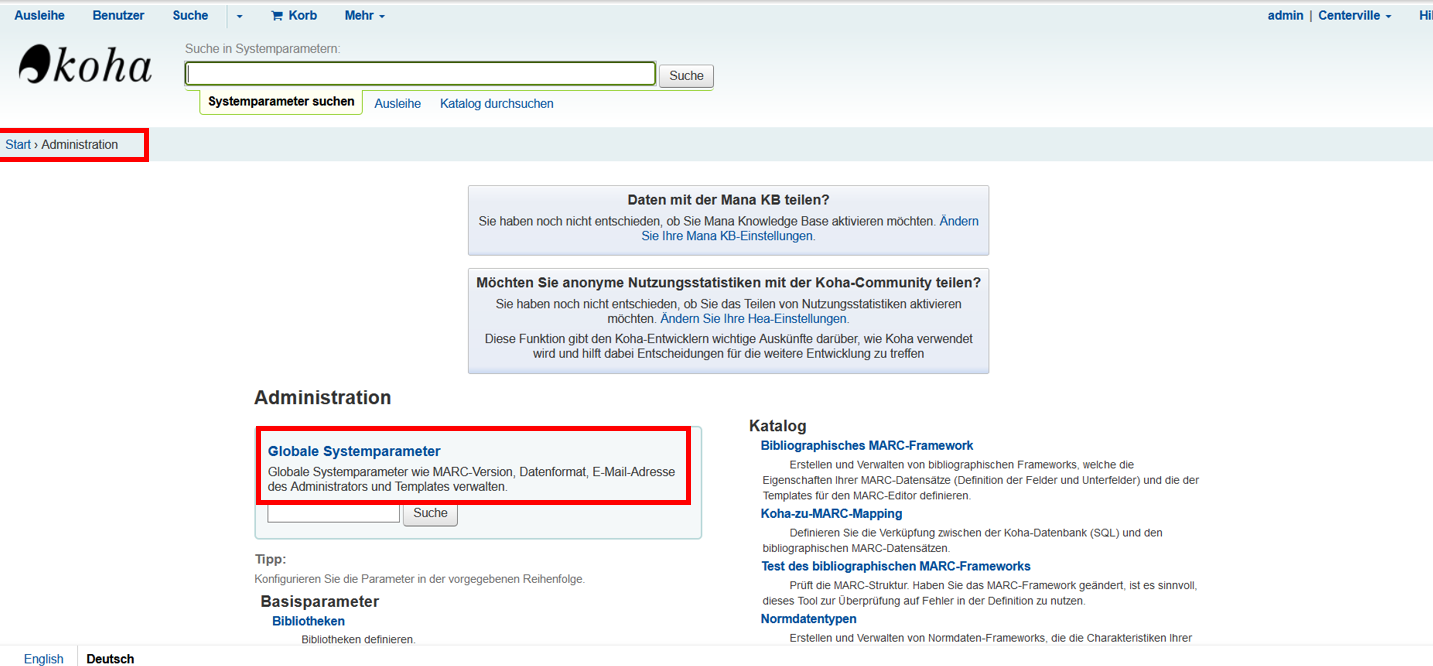 Ausleihe Benutzer Suche Korb Mehr admin | Centerville
koha
Suche in Systemparametern:
Suche
Systemparameter suchen Ausleihe Katalog durchsuchen
Start › Administration
Daten mit der Mana KB teilen?
Sie haben noch nicht entschieden, ob Sie Mana Knowledge Base aktivieren möchten. Ändern
Sie Ihre Mana KB-Einstellungen.
Möchten Sie anonyme Nutzungsstatistiken mit der Koha-Community teilen?
Sie haben noch nicht entschieden, ob Sie das Teilen von Nutzungsstatistiken aktivieren
möchten. Ändern Sie Ihre Hea-Einstellungen.
Diese Funktion gibt den Koha-Entwicklern wichtige Auskünfte darüber, wie Koha verwendet
wird und hilft dabei Entscheidungen für die weitere Entwicklung zu treffen
Administration
Globale Systemparameter
Globale Systemparameter wie MARC-Version, Datenformat, E-Mail-Adresse
des Administrators und Templates verwalten.
Suche
Tipp:
Konfigurieren Sie die Parameter in der vorgegebenen Reihenfolge.
Basisparameter
Bibliotheken
Bibliotheken definieren.
Katalog
Bibliographisches MARC-Framework
Erstellen und Verwalten von bibliographischen Frameworks, welche die
Eigenschaften Ihrer MARC-Datensätze (Definition der Felder und Unterfelder) und die der
Templates für den MARC-Editor definieren.
Koha-zu-MARC-Mapping
Definieren Sie die Verküpfung zwischen der Koha-Datenbank (SQL) und den
bibliographischen MARC-Datensätzen.
Test des bibliographischen MARC-Frameworks
Prüft die MARC-Struktur. Haben Sie das MARC-Framework geändert, ist es sinnvoll,
dieses Tool zur Überprüfung auf Fehler in der Definition zu nutzen.
Normdatentypen
Erstellen und Verwalten von Normdaten-Frameworks, die die Charakteristiken Ihrer
English Deutsch